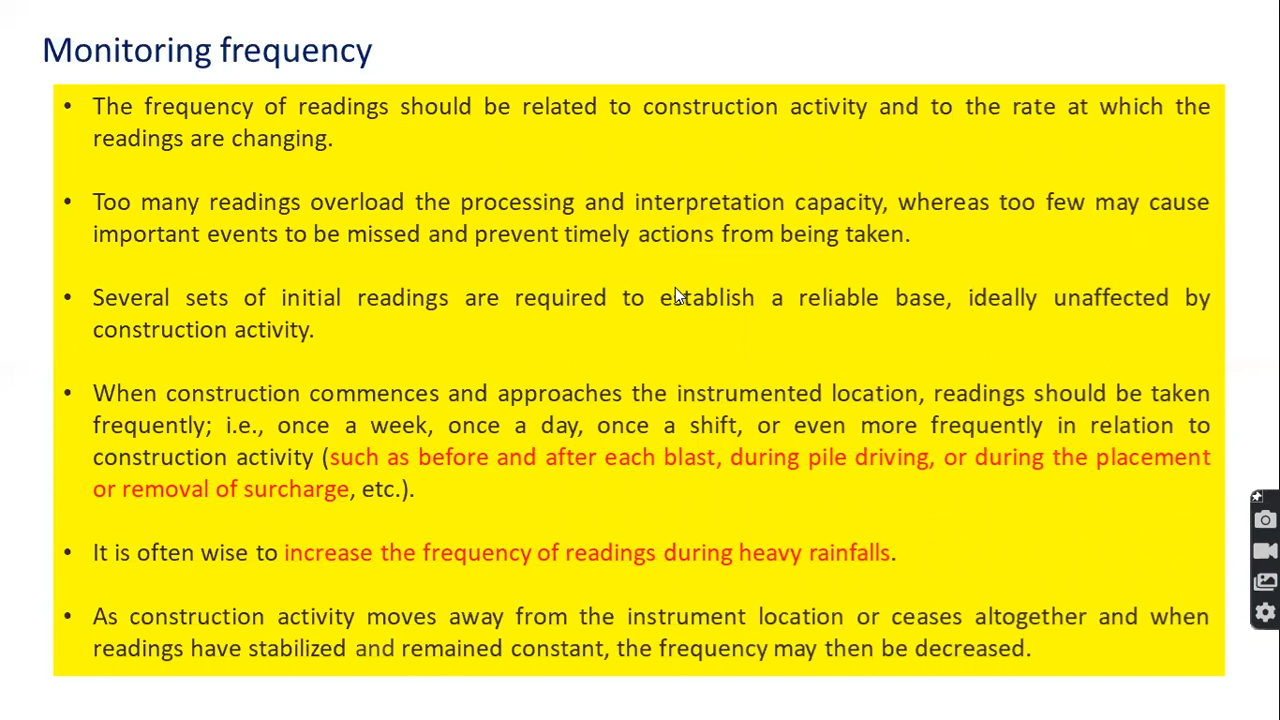 Monitoring frequency
• The frequency of readings should be related to construction activity and to the rate at which the
readings are changing.
• Too many readings overload the processing and interpretation capacity, whereas too few may cause
important events to be missed and prevent timely actions from being taken.
• Several sets of initial readings are required to establish a reliable base, ideally unaffected by
construction activity.
• When construction commences and approaches the instrumented location, readings should be taken
frequently; i.e., once a week, once a day, once a shift, or even more frequently in relation to
construction activity (such as before and after each blast, during pile driving, or during the placement
or removal of surcharge, etc.).
• It is often wise to increase the frequency of readings during heavy rainfalls.
• As construction activity moves away from the instrument location or ceases altogether and when
readings have stabilized and remained constant, the frequency may then be decreased.